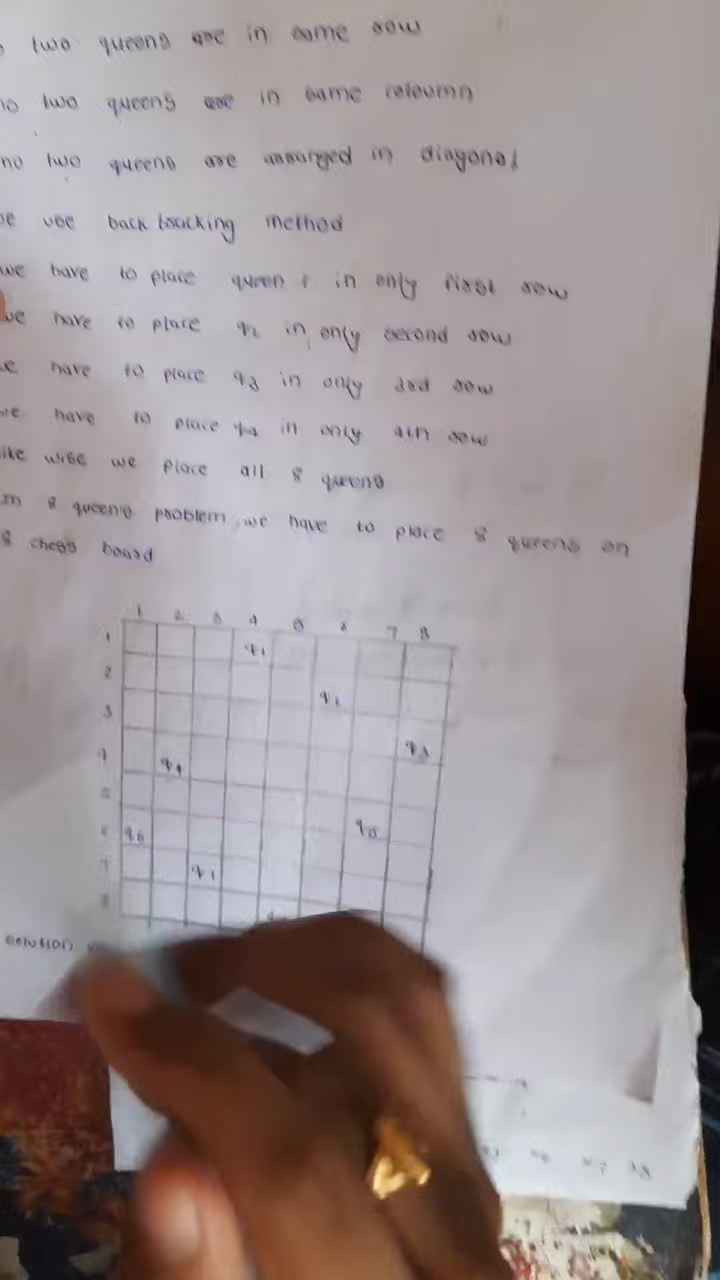 two queens are in same row
no two queens are in same coloumn
no two queens are assurged in diagonal
use back tracking method
we have to place queen 1 in only first row
we have to place q2 in only second row
have to place q3 in only 3rd row
have to place q4 in only 4th row
like wise we place all 8 queens
8 queens problem, we have to place 8 queens on
8 chess board
1 2 3 4 5 6 7 8
1 q1
2 q2
3 q3
4 q4
5 q5
6 q6
7 q7
8
solution